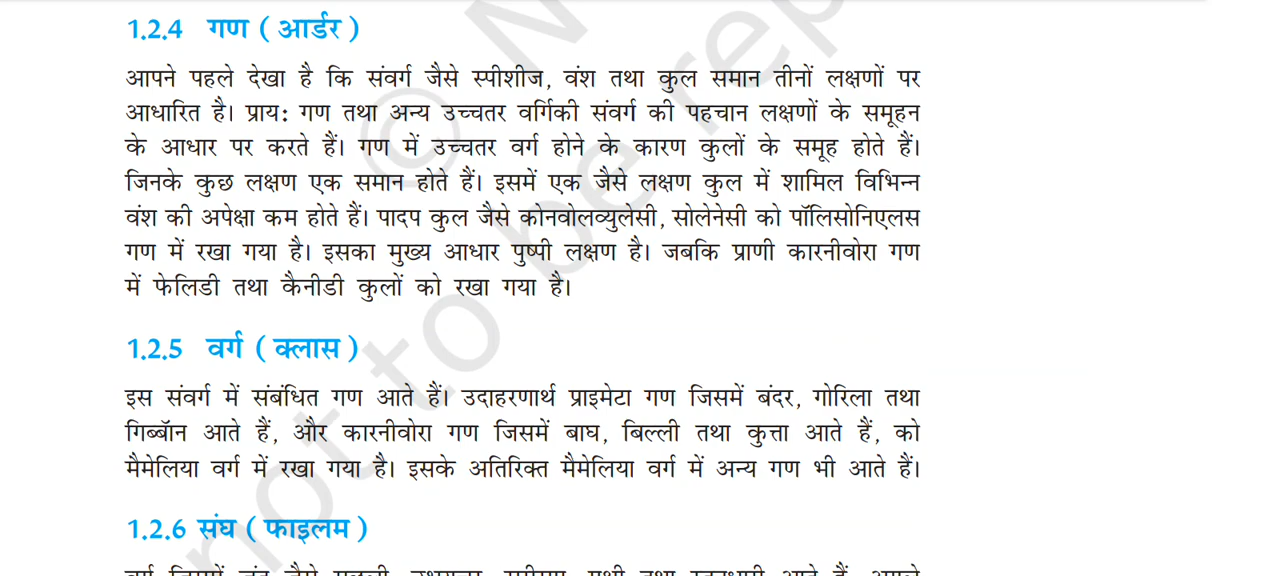 1.2.4 गण ( आर्डर )
आपने पहले देखा है कि संवर्ग जैसे स्पीशीज, वंश तथा कुल समान तीनों लक्षणों पर
आधारित है। प्राय: गण तथा अन्य उच्चतर वर्गिकी संवर्ग की पहचान लक्षणों के समूहन
के आधार पर करते हैं। गण में उच्चतर वर्ग होने के कारण कुलों के समूह होते हैं।
जिनके कुछ लक्षण एक समान होते हैं। इसमें एक जैसे लक्षण कुल में शामिल विभिन्न
वंश की अपेक्षा कम होते हैं। पादप कुल जैसे कोनवोलव्युलेसी, सोलेनेसी को पॉलिसोनिएलस
गण में रखा गया है। इसका मुख्य आधार पुष्पी लक्षण है। जबकि प्राणी कारनीवोरा गण
में फेलिडी तथा कैनीडी कुलों को रखा गया है।
1.2.5 वर्ग ( क्लास )
इस संवर्ग में संबंधित गण आते हैं। उदाहरणार्थ प्राइमेटा गण जिसमें बंदर, गोरिला तथा
गिब्बॉन आते हैं, और कारनीवोरा गण जिसमें बाघ, बिल्ली तथा कुत्ता आते हैं, को
मैमेलिया वर्ग में रखा गया है। इसके अतिरिक्त मैमेलिया वर्ग में अन्य गण भी आते हैं।
1.2.6 संघ ( फाइलम )
© N
not to be rep